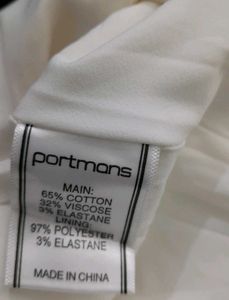 portmans
MAIN:
65% COTTON
32% VISCOSE
3% ELASTANE
LINING:
97% POLYESTER
3% ELASTANE
MADE IN CHINA